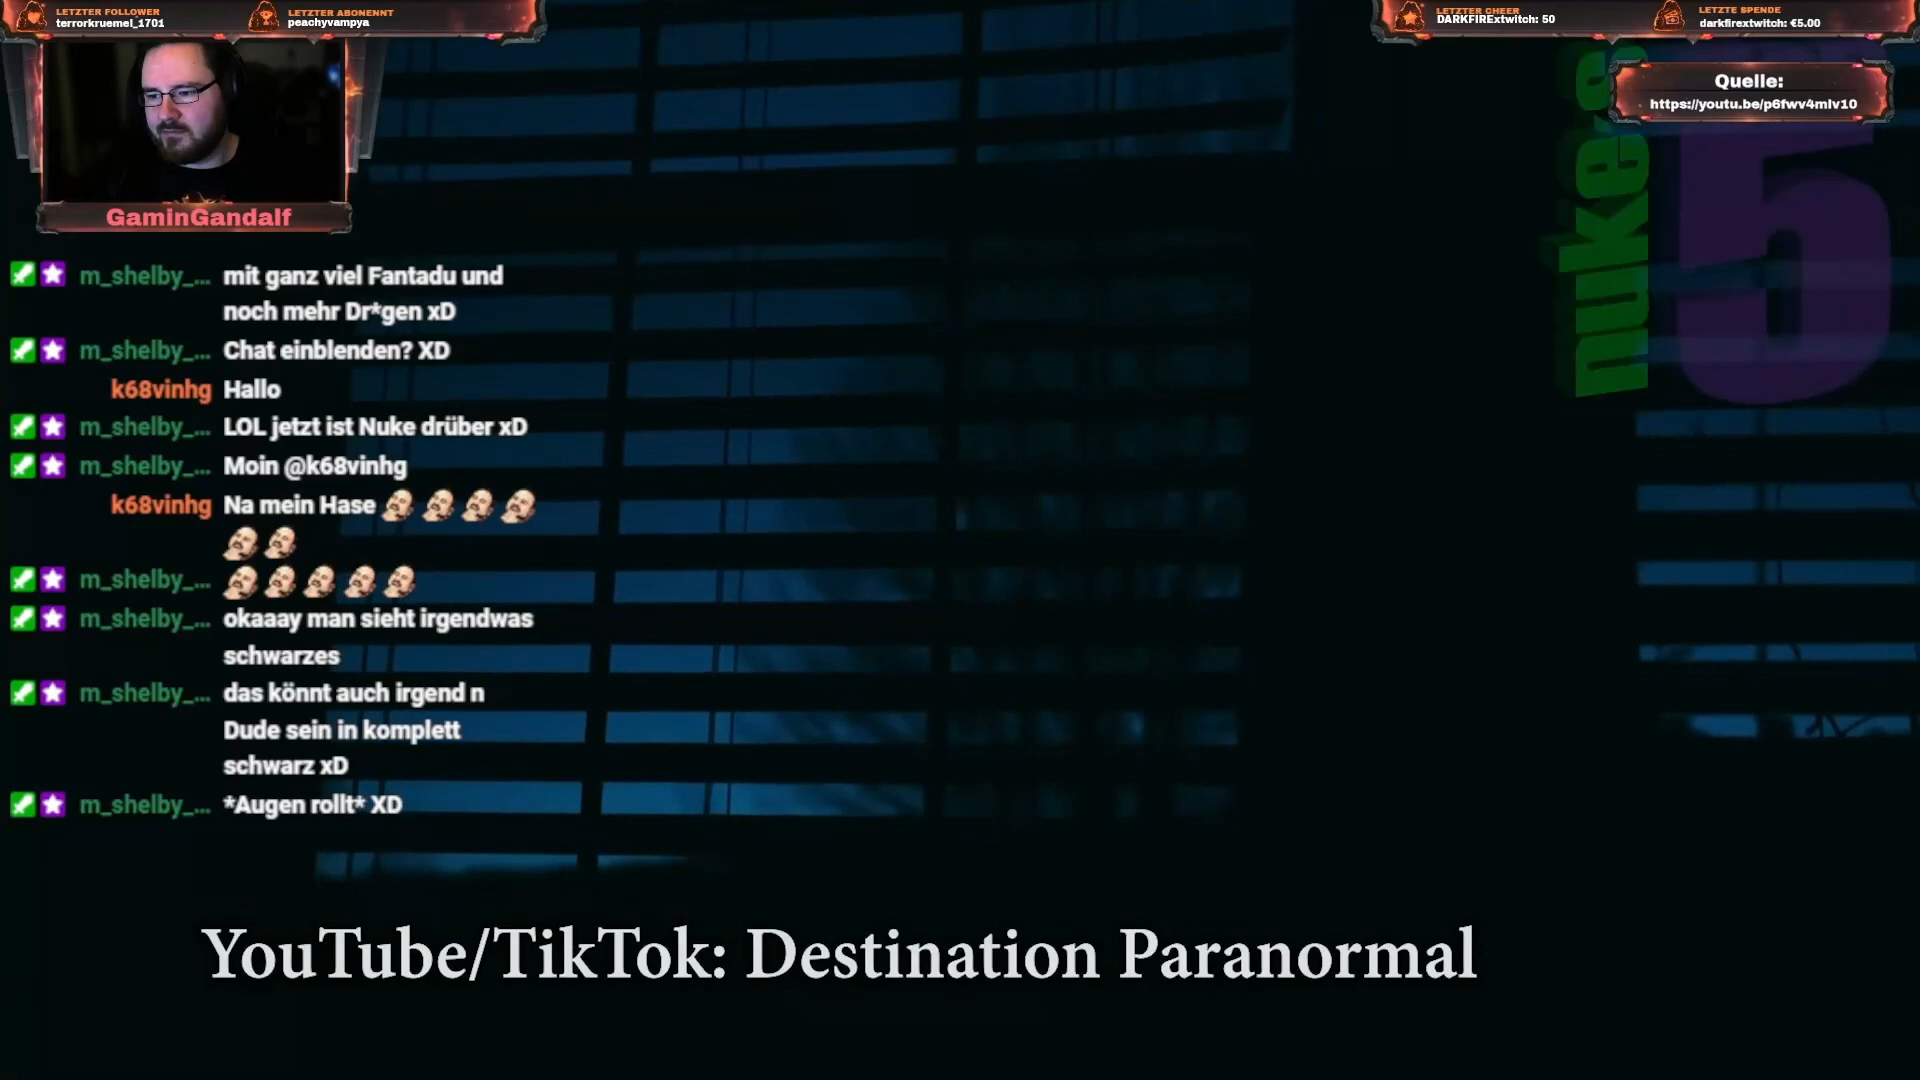 LETZTER FOLLOWER
terrorkruemel_1701
LETZTER ABONENNT
peachyvampya
LETZTER CHEER
DARKFIRExtwitch: 50
LETZTE SPENDE
darkfirextwitch: €5.00
Quelle:
https://youtu.be/p6fwv4mlv10
GaminGandalf
5
m_shelby_... mit ganz viel Fantadu und
noch mehr Dr*gen xD
m_shelby_... Chat einblenden? XD
k68vinhg Hallo
m_shelby_... LOL jetzt ist Nuke drüber xD
m_shelby_... Moin @k68vinhg
k68vinhg Na mein Hase
m_shelby_...
m_shelby_... okaaay man sieht irgendwas
schwarzes
m_shelby_... das könnt auch irgend n
Dude sein in komplett
schwarz xD
m_shelby_... *Augen rollt* XD
YouTube/TikTok: Destination Paranormal